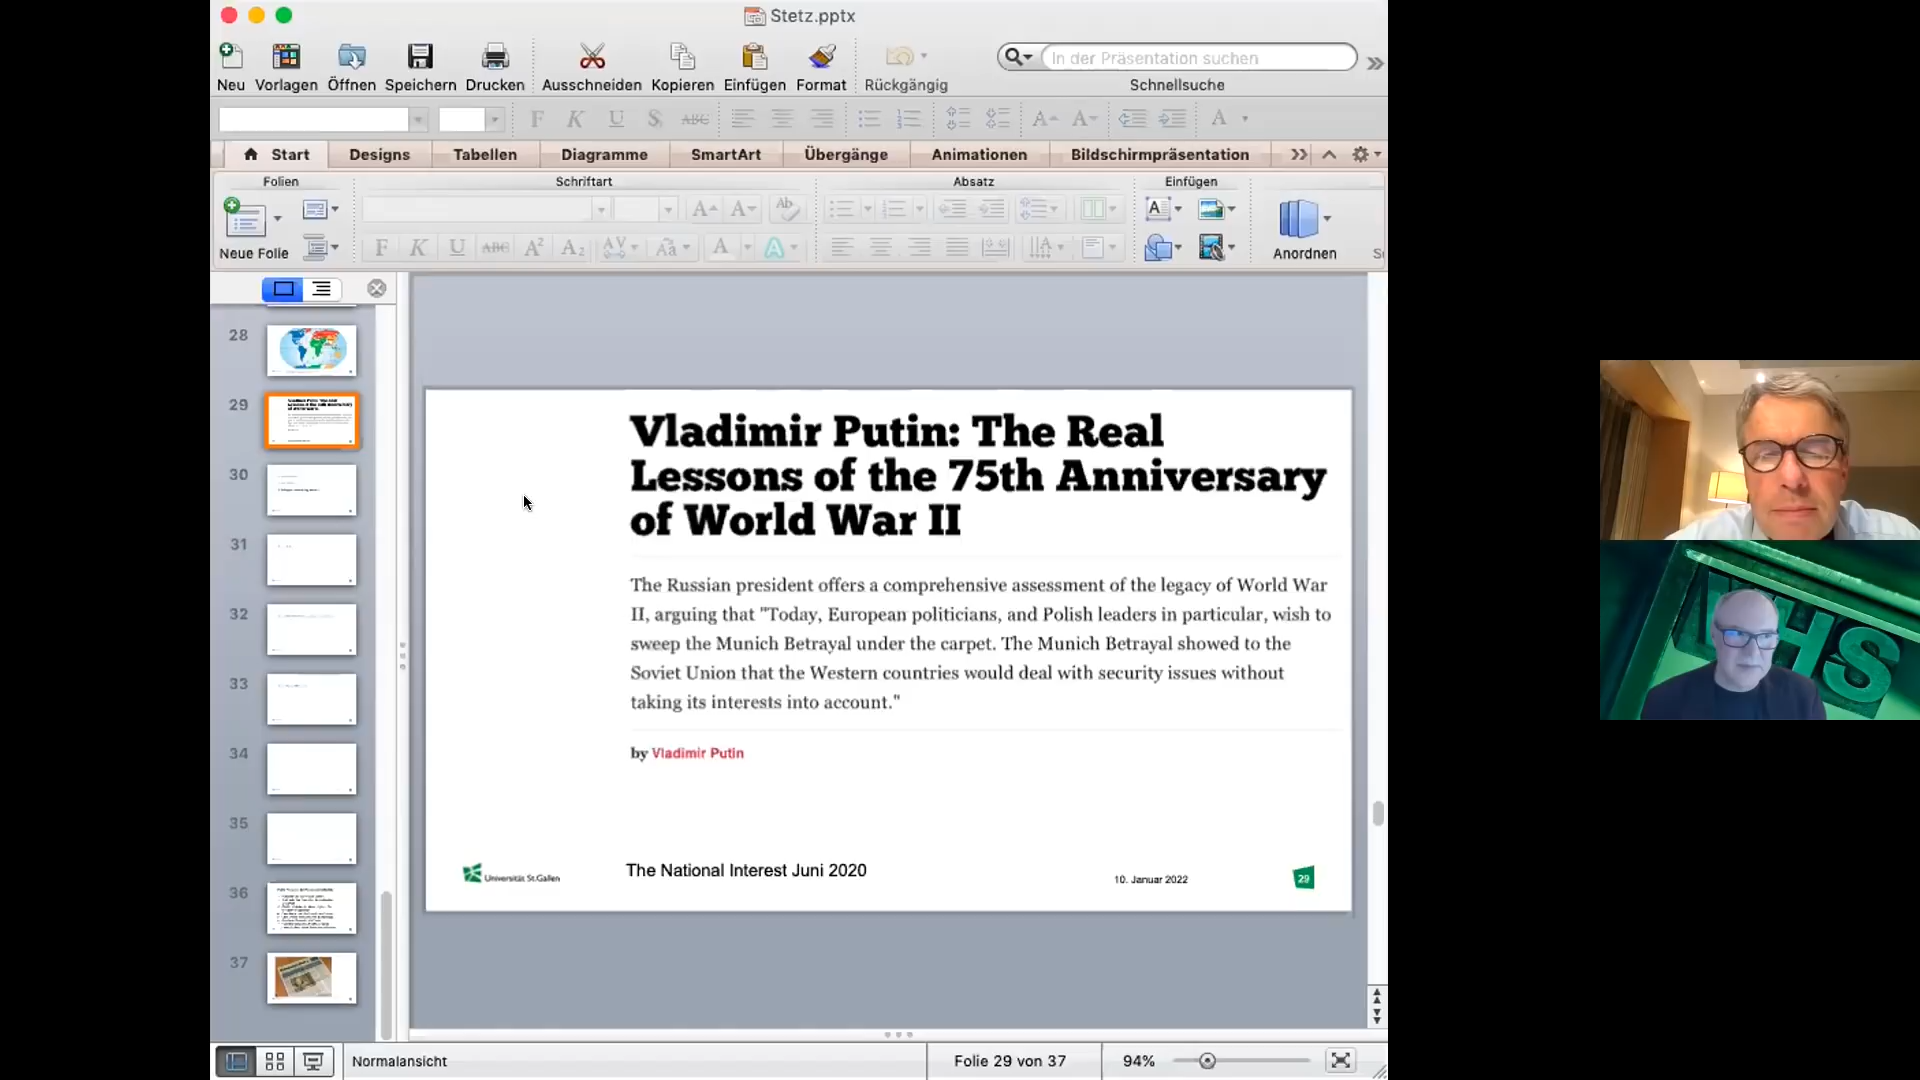 Stetz.pptx
Neu Vorlagen Öffnen Speichern Drucken Ausschneiden Kopieren Einfügen Format Rückgängig
In der Präsentation suchen
Schnellsuche
Start Designs Tabellen Diagramme SmartArt Übergänge Animationen Bildschirmpräsentation
Folien Schriftart Absatz Einfügen
Neue Folie
Anordnen
28
29
30
31
32
33
34
35
36
37
Vladimir Putin: The Real
Lessons of the 75th Anniversary
of World War II
The Russian president offers a comprehensive assessment of the legacy of World War
II, arguing that "Today, European politicians, and Polish leaders in particular, wish to
sweep the Munich Betrayal under the carpet. The Munich Betrayal showed to the
Soviet Union that the Western countries would deal with security issues without
taking its interests into account."
by Vladimir Putin
Universität St.Gallen
The National Interest Juni 2020
10. Januar 2022
29
Normalansicht
Folie 29 von 37
94%